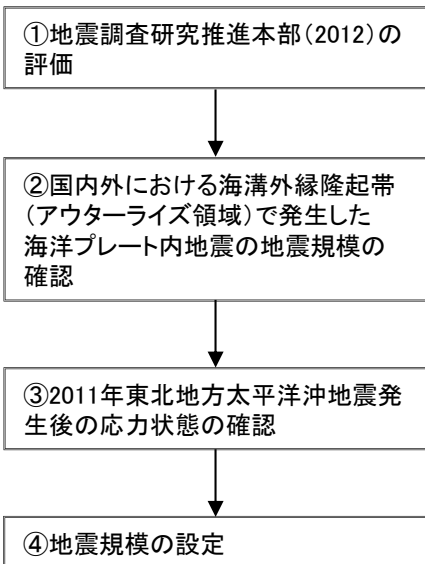 ①地震調査研究推進本部(2012)の
評価
②国内外における海溝外縁隆起帯
(アウターライズ領域)で発生した
海洋プレート内地震の地震規模の
確認
③2011年東北地方太平洋沖地震発
生後の応力状態の確認
④地震規模の設定